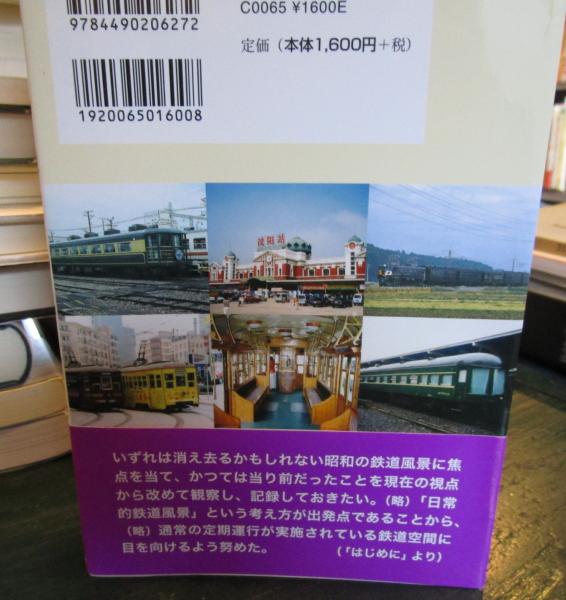 9784490206272
C0065 ¥1600E
定価（本体1,600円＋税）
1920065016008
沈阳站
いずれは消え去るかもしれない昭和の鉄道風景に焦
点を当て、かつては当り前だったことを現在の視点
から改めて観察し、記録しておきたい。（略）「日常
的鉄道風景」という考え方が出発点であることから、
（略）通常の定期運行が実施されている鉄道空間に
目を向けるよう努めた。
（「はじめに」より）